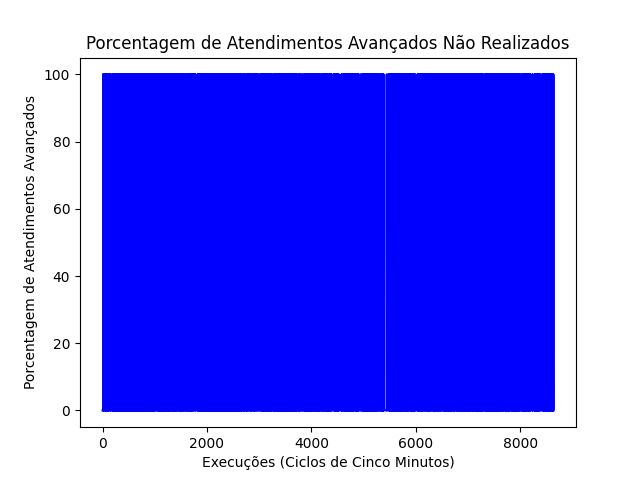 Porcentagem de Atendimentos Avançados Não Realizados
Porcentagem de Atendimentos Avançados
100
80
60
40
20
0
0 2000 4000 6000 8000
Execuções (Ciclos de Cinco Minutos)